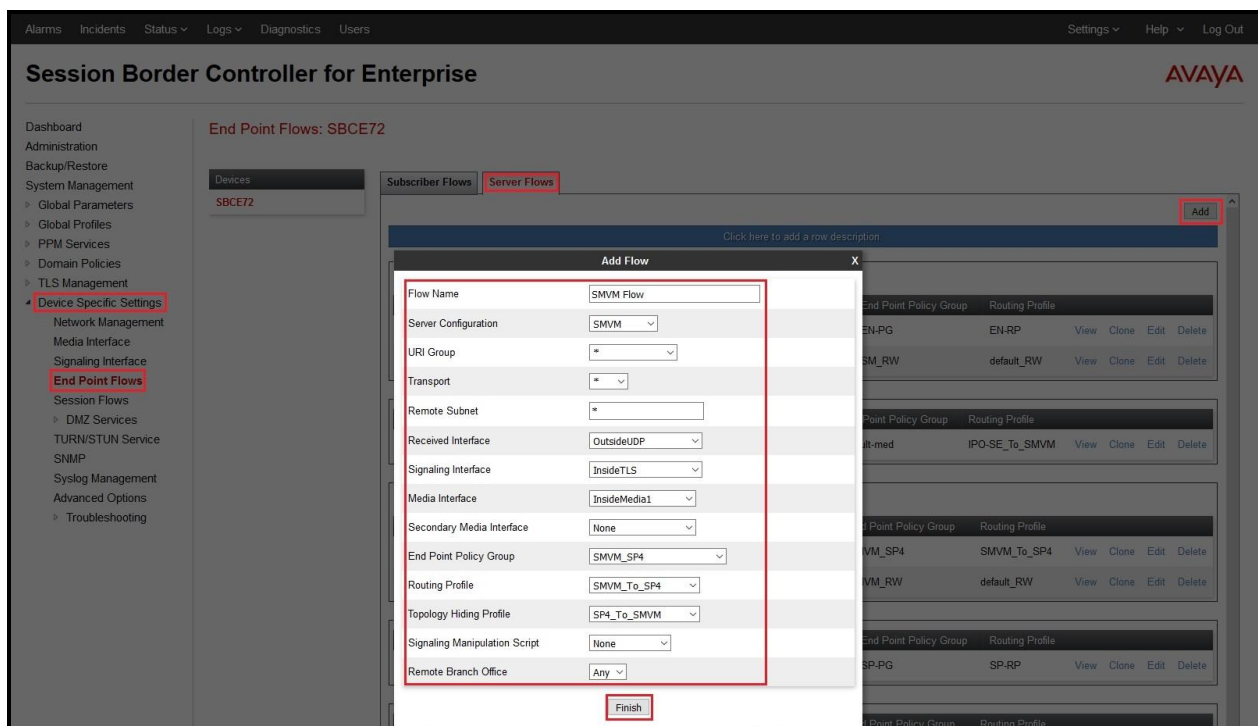 Alarms Incidents Status Logs Diagnostics Users Settings Help Log Out
Session Border Controller for Enterprise
AVAYA
Dashboard
Administration
Backup/Restore
System Management
Global Parameters
Global Profiles
PPM Services
Domain Policies
TLS Management
Device Specific Settings
Network Management
Media Interface
Signaling Interface
End Point Flows
Session Flows
DMZ Services
TURN/STUN Service
SNMP
Syslog Management
Advanced Options
Troubleshooting
End Point Flows: SBCE72
Devices
SBCE72
Subscriber Flows Server Flows
Add
Click here to add a row description
Add Flow X
Flow Name SMVM Flow
Server Configuration SMVM
URI Group *
Transport *
Remote Subnet *
Received Interface OutsideUDP
Signaling Interface InsideTLS
Media Interface InsideMedia1
Secondary Media Interface None
End Point Policy Group SMVM_SP4
Routing Profile SMVM_To_SP4
Topology Hiding Profile SP4_To_SMVM
Signaling Manipulation Script None
Remote Branch Office Any
Finish
End Point Policy Group Routing Profile
EN-PG EN-RP View Clone Edit Delete
SM_RW default_RW View Clone Edit Delete
Point Policy Group Routing Profile
ult-med IPO-SE_To_SMVM View Clone Edit Delete
d Point Policy Group Routing Profile
VM_SP4 SMVM_To_SP4 View Clone Edit Delete
VM_RW default_RW View Clone Edit Delete
End Point Policy Group Routing Profile
SP-PG SP-RP View Clone Edit Delete
d Point Policy Group Routing Profile